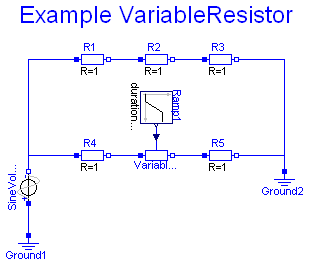 Example VariableResistor
R1
R2
R3
R=1
R=1
R=1
Ramp1
duration...
R4
R5
R=1
Variabl...
R=1
SineVol...
+
-
Ground2
Ground1